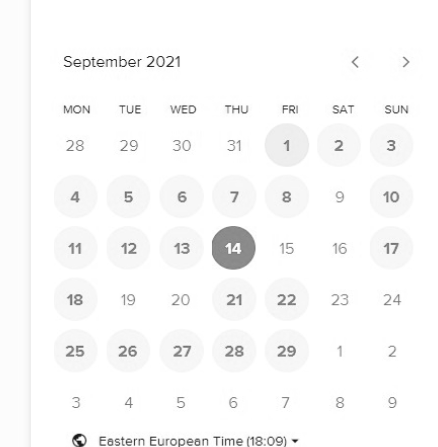 September 2021
MON TUE WED THU FRI SAT SUN
28 29 30 31 1 2 3
4 5 6 7 8 9 10
11 12 13 14 15 16 17
18 19 20 21 22 23 24
25 26 27 28 29 1 2
3 4 5 6 7 8 9
Eastern European Time (18:09)